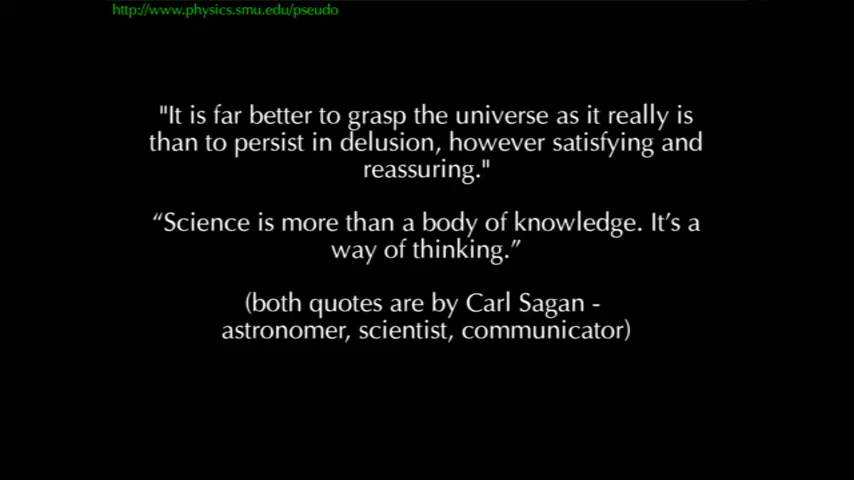 http://www.physics.smu.edu/pseudo
"It is far better to grasp the universe as it really is
than to persist in delusion, however satisfying and
reassuring."
“Science is more than a body of knowledge. It’s a
way of thinking.”
(both quotes are by Carl Sagan -
astronomer, scientist, communicator)